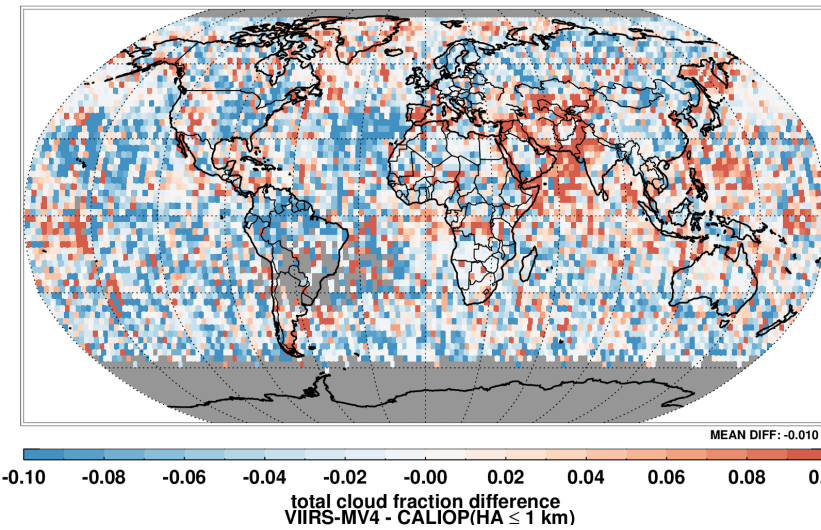 MEAN DIFF: -0.010
-0.10 -0.08 -0.06 -0.04 -0.02 -0.00 0.02 0.04 0.06 0.08 0.
total cloud fraction difference
VIIRS-MV4 - CALIOP(HA ≤ 1 km)